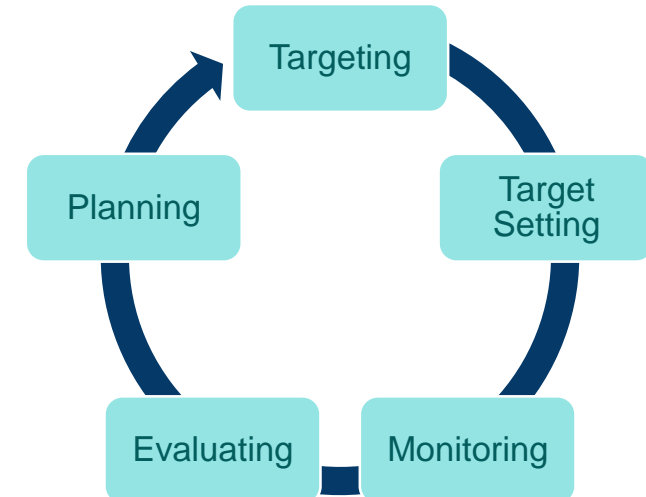 Targeting
Target
Setting
Monitoring
Evaluating
Planning